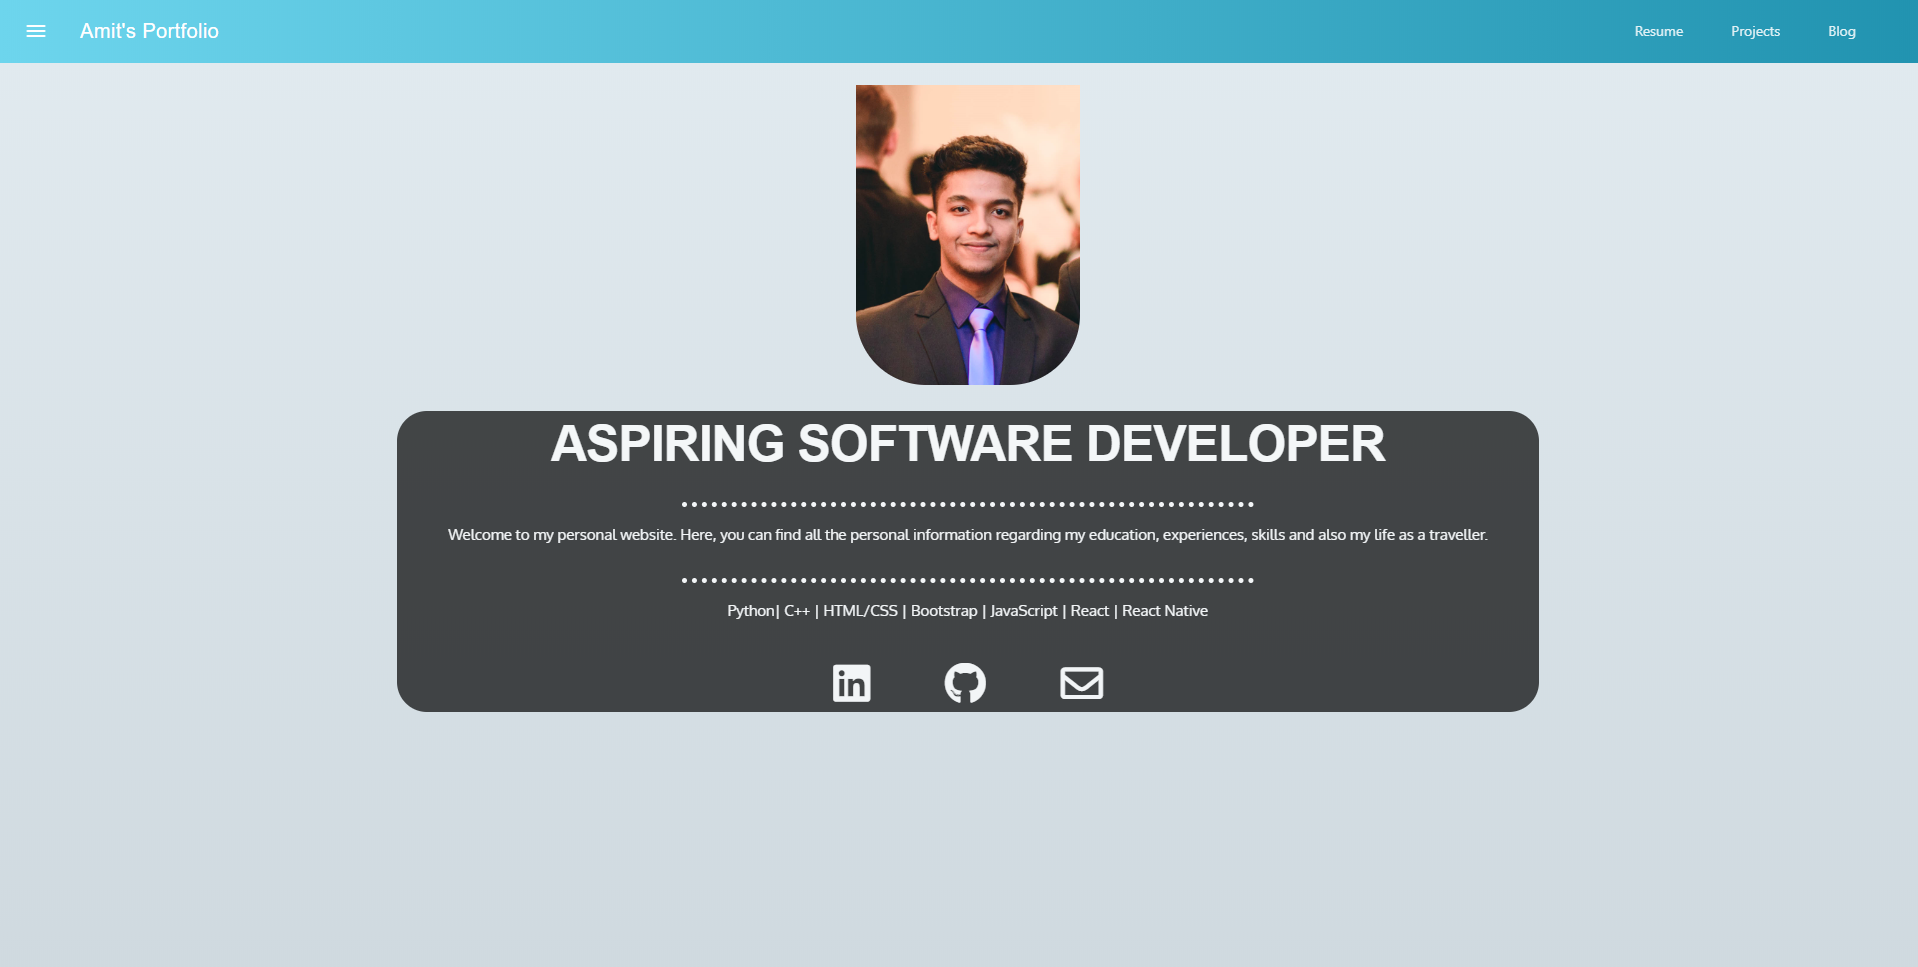 Amit's Portfolio
Resume Projects Blog
ASPIRING SOFTWARE DEVELOPER
Welcome to my personal website. Here, you can find all the personal information regarding my education, experiences, skills and also my life as a traveller.
Python| C++ | HTML/CSS | Bootstrap | JavaScript | React | React Native
in